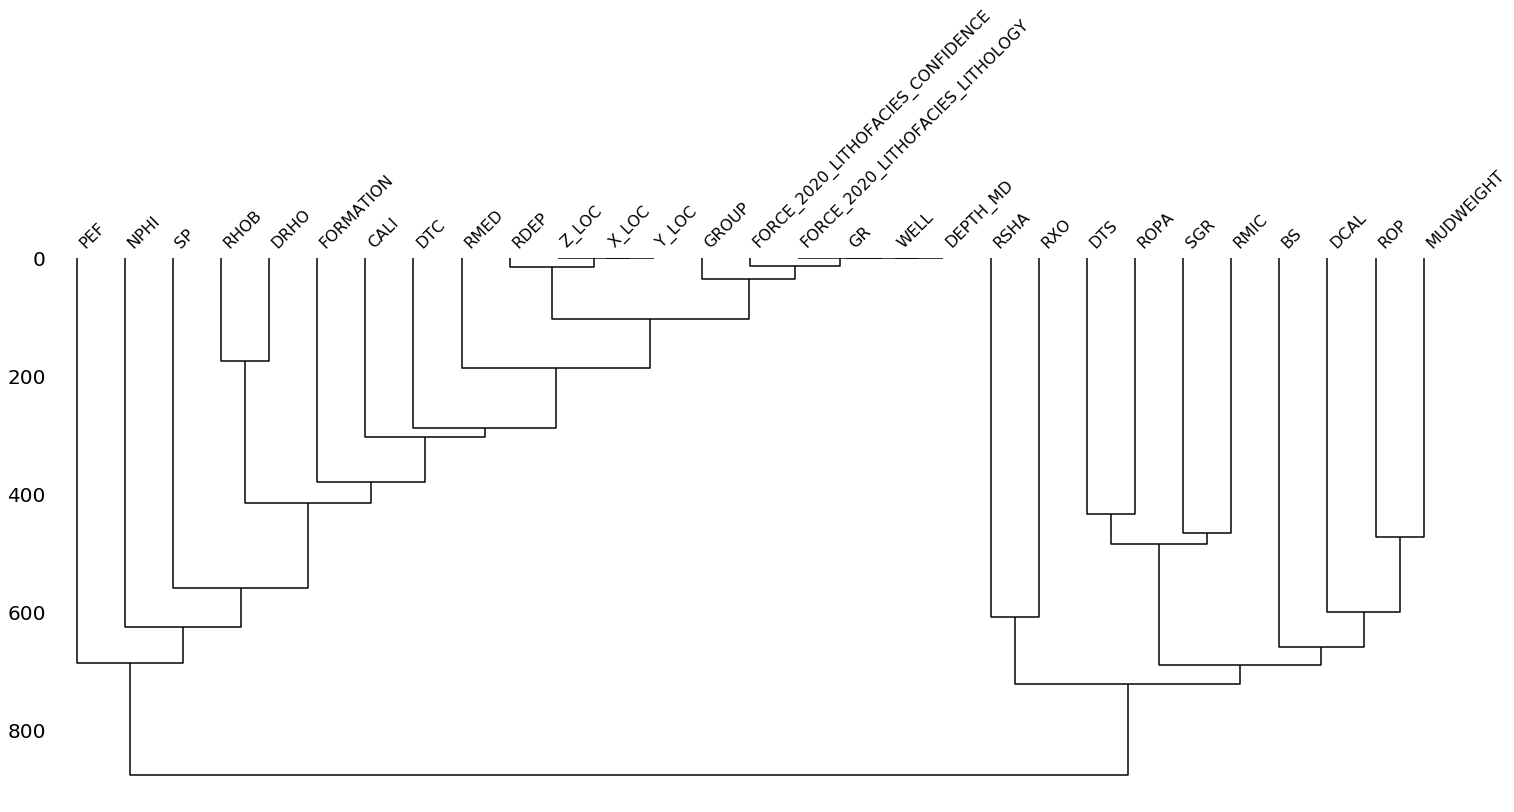 PEF
NPHI
SP
RHOB
DRHO
FORMATION
CALI
DTC
RMED
RDEP
Z_LOC
X_LOC
Y_LOC
GROUP
FORCE_2020_LITHOFACIES_CONFIDENCE
FORCE_2020_LITHOFACIES_LITHOLOGY
GR
WELL
DEPTH_MD
RSHA
RXO
DTS
ROPA
SGR
RMIC
BS
DCAL
ROP
MUDWEIGHT
0
200
400
600
800